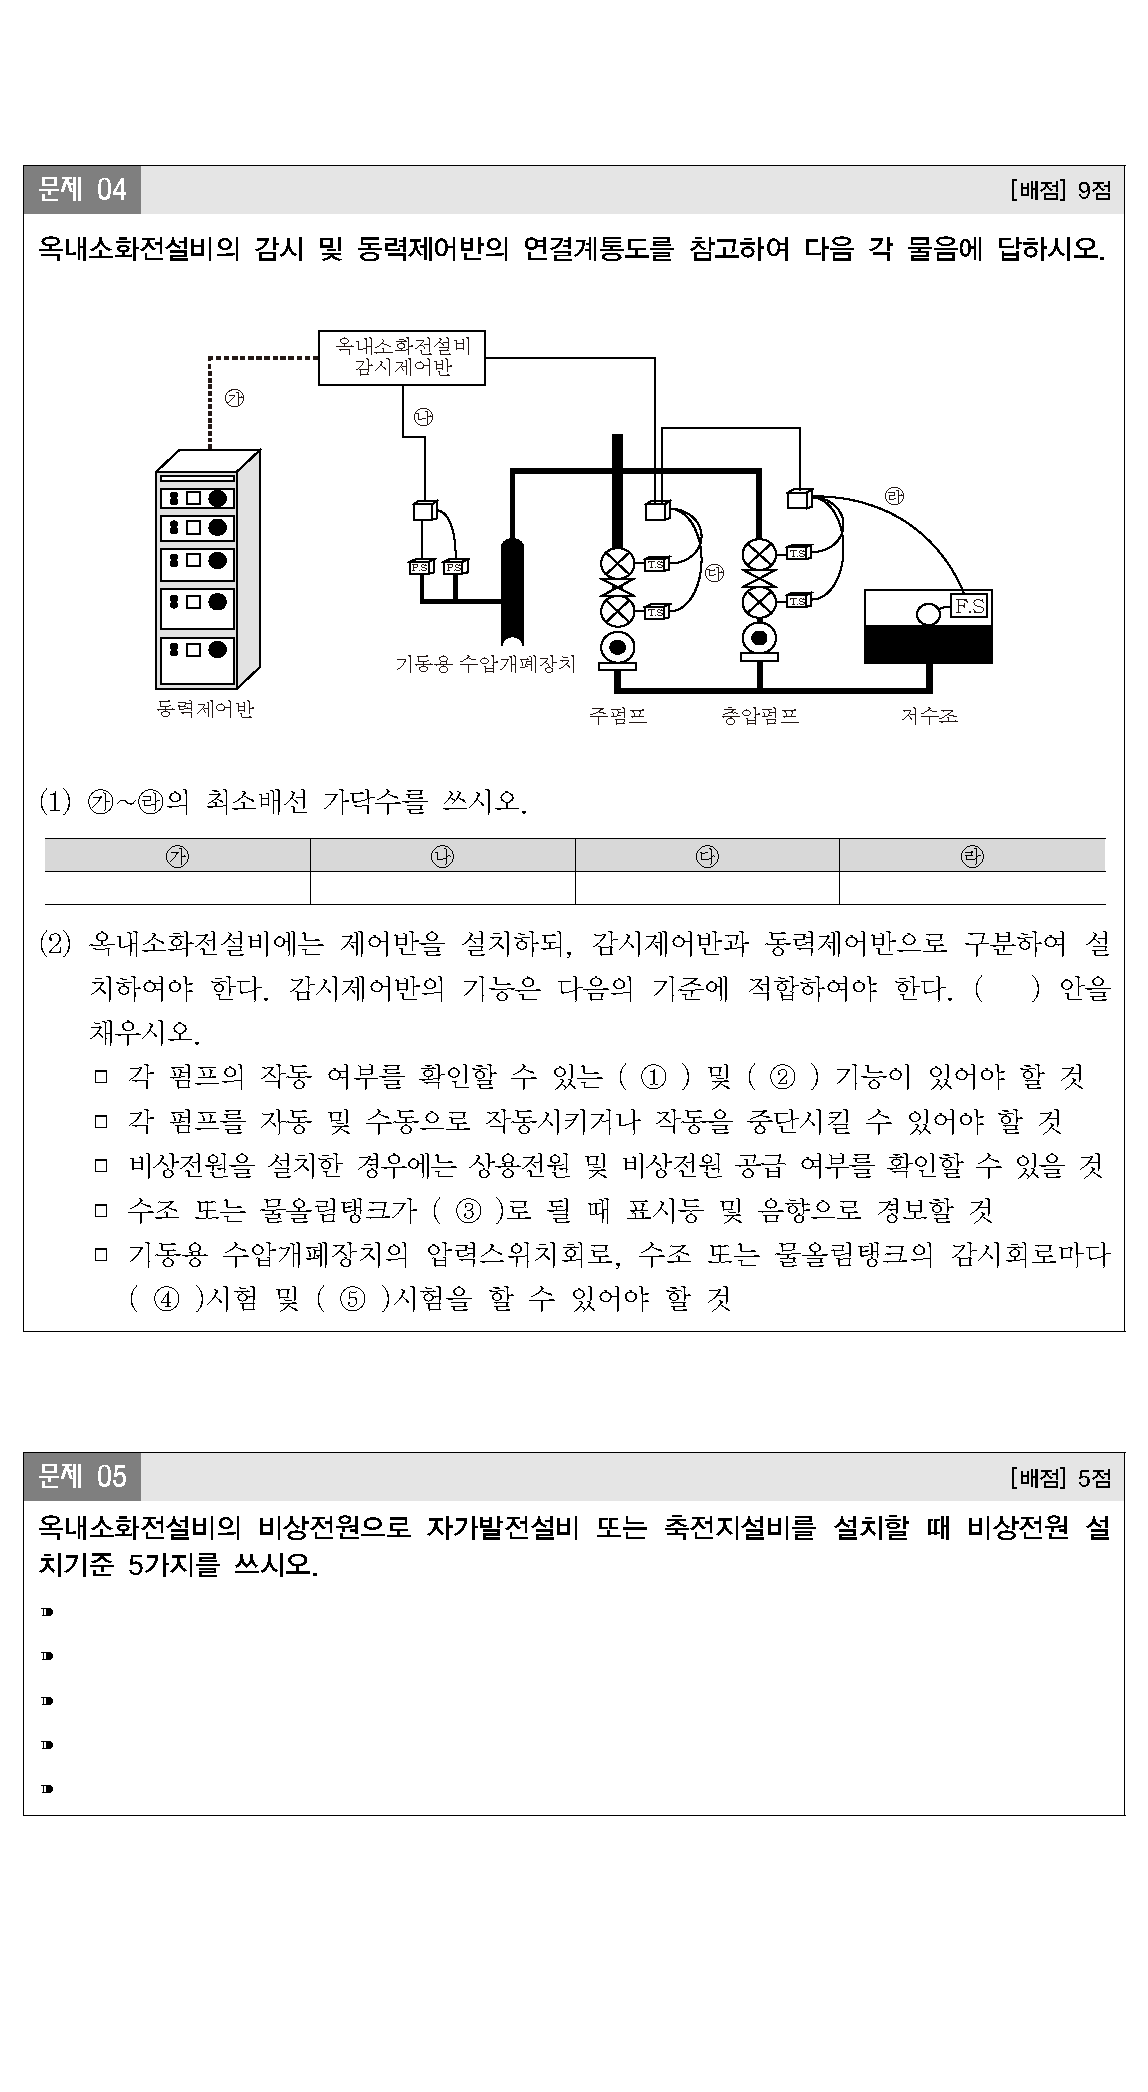 문제 04
[배점] 9점
옥내소화전설비의 감시 및 동력제어반의 연결계통도를 참고하여 다음 각 물음에 답하시오.
옥내소화전설비
감시제어반
㉮
㉯
㉱
P.S P.S
T.S
T.S
T.S
T.S
㉰
F.S
기동용 수압개폐장치
동력제어반
주펌프
충압펌프
저수조
(1) ㉮~㉱의 최소배선 가닥수를 쓰시오.
㉮ ㉯ ㉰ ㉱
(2) 옥내소화전설비에는 제어반을 설치하되, 감시제어반과 동력제어반으로 구분하여 설
치하여야 한다. 감시제어반의 기능은 다음의 기준에 적합하여야 한다. ( ) 안을
채우시오.
□ 각 펌프의 작동 여부를 확인할 수 있는 ( ① ) 및 ( ② ) 기능이 있어야 할 것
□ 각 펌프를 자동 및 수동으로 작동시키거나 작동을 중단시킬 수 있어야 할 것
□ 비상전원을 설치한 경우에는 상용전원 및 비상전원 공급 여부를 확인할 수 있을 것
□ 수조 또는 물올림탱크가 ( ③ )로 될 때 표시등 및 음향으로 경보할 것
□ 기동용 수압개폐장치의 압력스위치회로, 수조 또는 물올림탱크의 감시회로마다
( ④ )시험 및 ( ⑤ )시험을 할 수 있어야 할 것
문제 05
[배점] 5점
옥내소화전설비의 비상전원으로 자가발전설비 또는 축전지설비를 설치할 때 비상전원 설
치기준 5가지를 쓰시오.